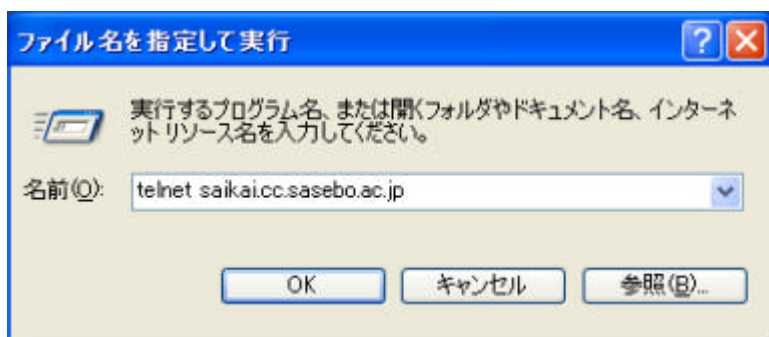 ファイル名を指定して実行
実行するプログラム名、または開くフォルダやドキュメント名、インターネ
ット リソース名を入力してください。
名前(O): telnet saikai.cc.sasebo.ac.jp
OK キャンセル 参照(B)...